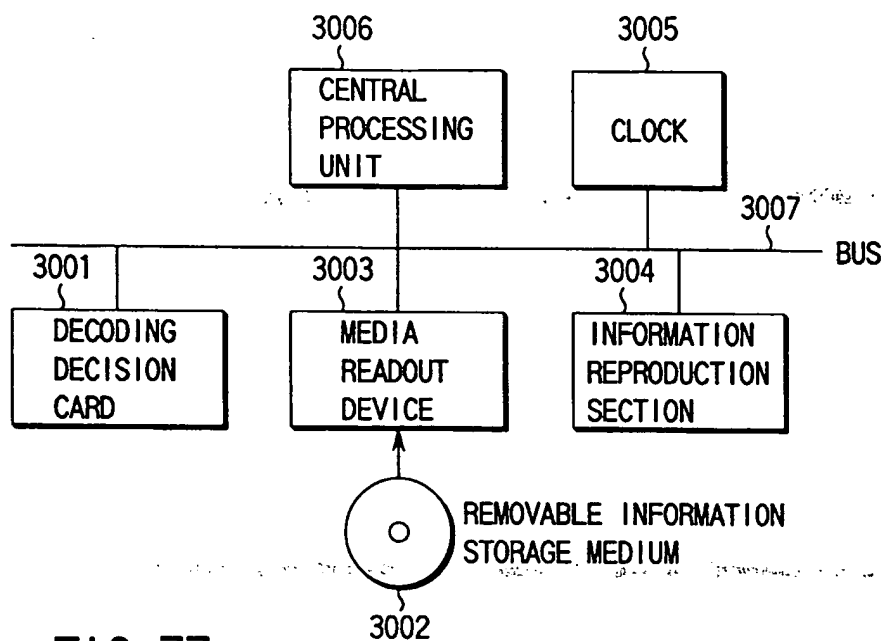 3006
3005
CENTRAL
PROCESSING
UNIT
CLOCK
3007
BUS
3001
3003
3004
DECODING
DECISION
CARD
MEDIA
READOUT
DEVICE
INFORMATION
REPRODUCTION
SECTION
REMOVABLE INFORMATION
STORAGE MEDIUM
3002